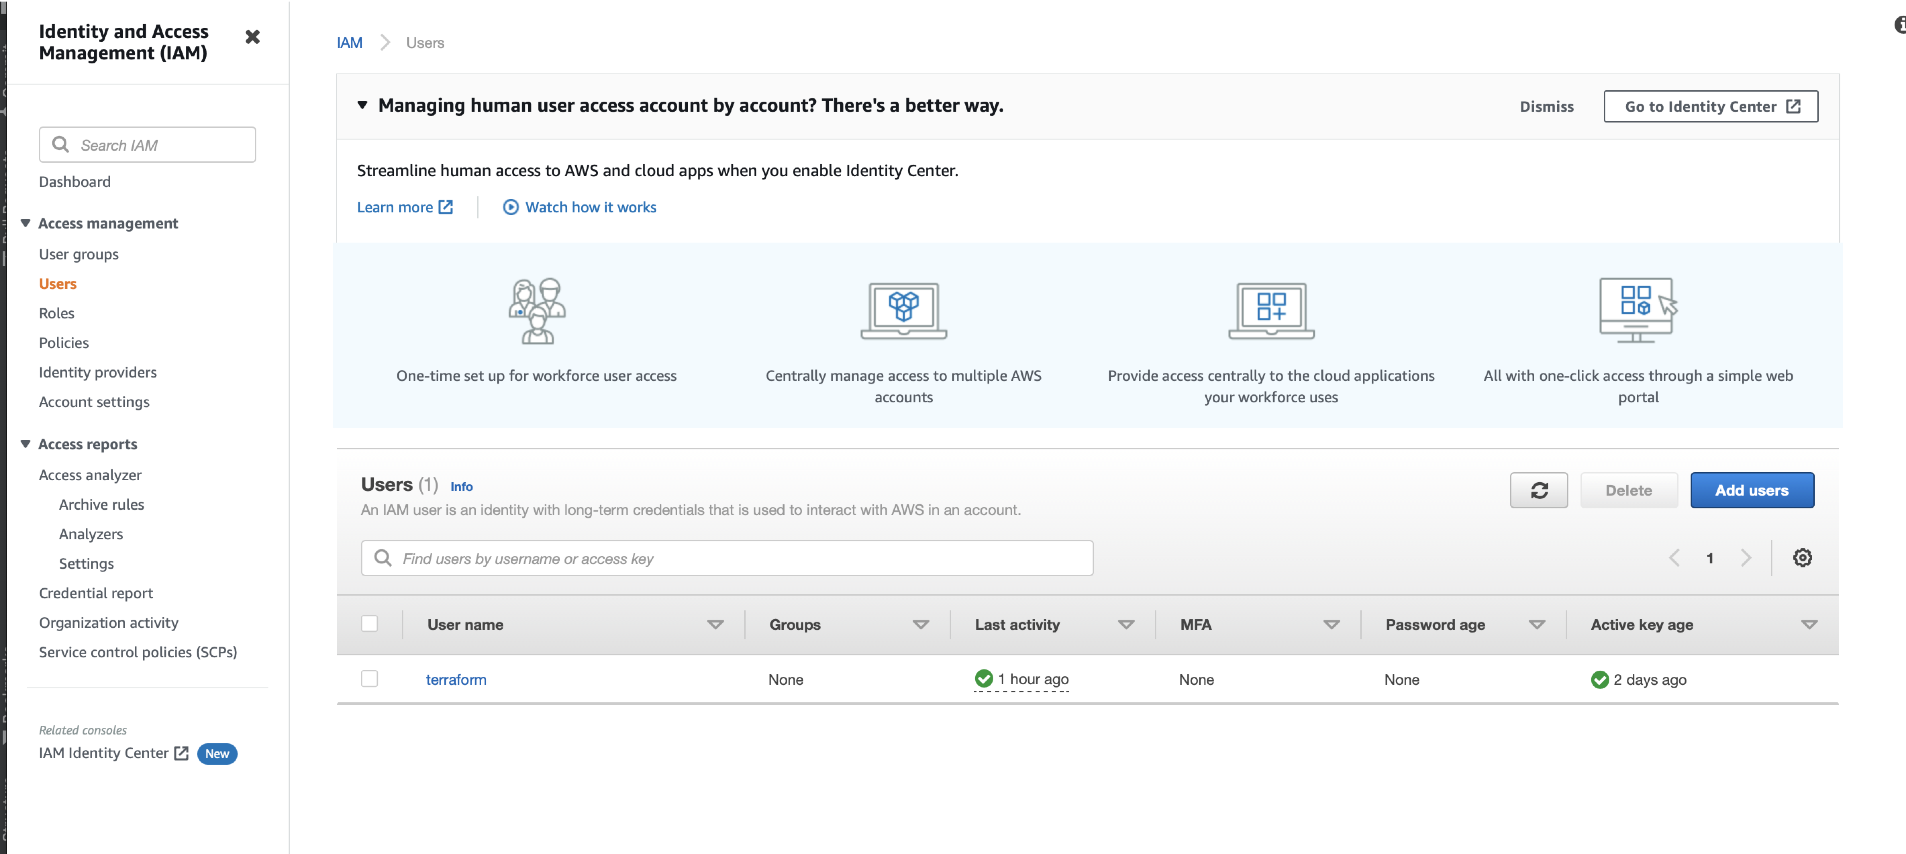 Identity and Access
Management (IAM)
Search IAM
Dashboard
Access management
User groups
Users
Roles
Policies
Identity providers
Account settings
Access reports
Access analyzer
Archive rules
Analyzers
Settings
Credential report
Organization activity
Service control policies (SCPs)
Related consoles
IAM Identity Center New
IAM Users
Managing human user access account by account? There's a better way.
Dismiss
Go to Identity Center
Streamline human access to AWS and cloud apps when you enable Identity Center.
Learn more
Watch how it works
One-time set up for workforce user access
Centrally manage access to multiple AWS
accounts
Provide access centrally to the cloud applications
your workforce uses
All with one-click access through a simple web
portal
Users (1) Info
An IAM user is an identity with long-term credentials that is used to interact with AWS in an account.
Delete
Add users
Find users by username or access key
1
User name Groups Last activity MFA Password age Active key age
terraform None 1 hour ago None None 2 days ago